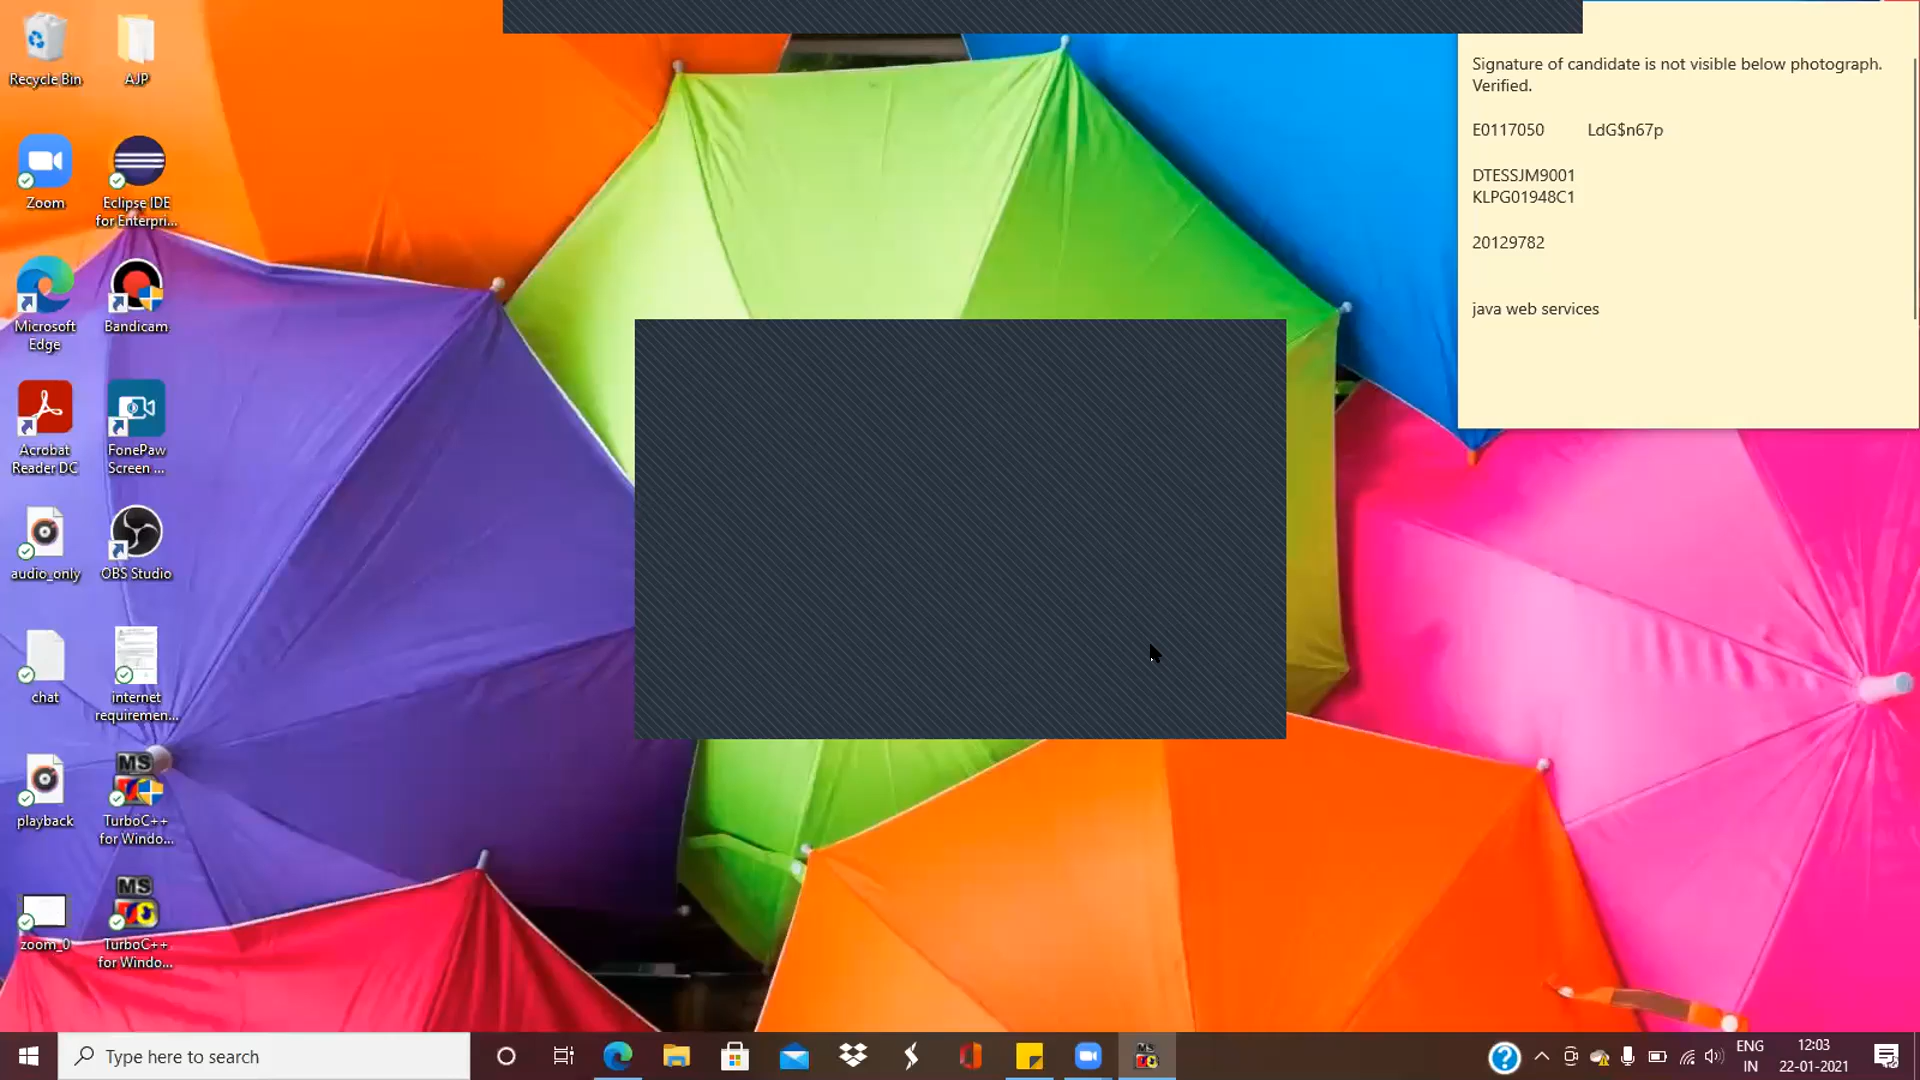 Recycle Bin
AJP
Zoom
Eclipse IDE
for Enterpri...
Microsoft
Edge
Bandicam
Acrobat
Reader DC
FonePaw
Screen ...
audio_only
OBS Studio
chat
internet
requiremen...
playback
MS
TurboC++
for Windo...
zoom_0
MS
TurboC++
for Windo...
Signature of candidate is not visible below photograph.
Verified.
E0117050 LdG$n67p
DTESSJM9001
KLPG01948C1
20129782
java web services
Type here to search
MS
ENG
IN
12:03
22-01-2021